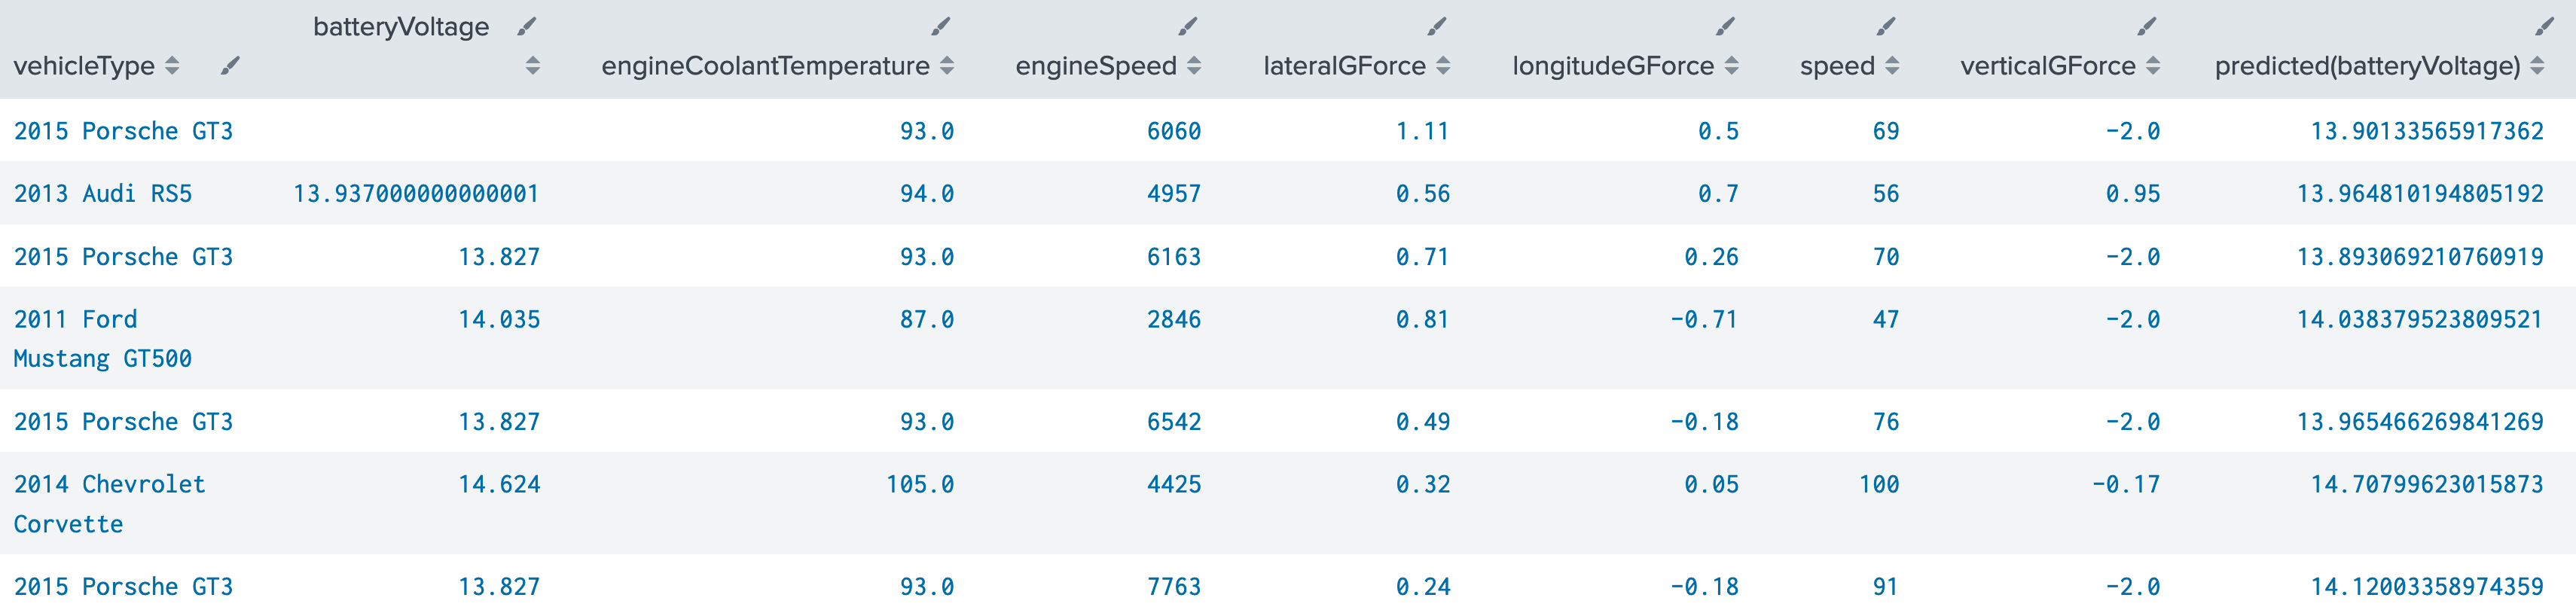 vehicleType batteryVoltage engineCoolantTemperature engineSpeed lateralGForce longitudeGForce speed verticalGForce predicted(batteryVoltage)
2015 Porsche GT3 93.0 6060 1.11 0.5 69 -2.0 13.90133565917362
2013 Audi RS5 13.937000000000001 94.0 4957 0.56 0.7 56 0.95 13.964810194805192
2015 Porsche GT3 13.827 93.0 6163 0.71 0.26 70 -2.0 13.893069210760919
2011 Ford 14.035 87.0 2846 0.81 -0.71 47 -2.0 14.038379523809521
Mustang GT500
2015 Porsche GT3 13.827 93.0 6542 0.49 -0.18 76 -2.0 13.965466269841269
2014 Chevrolet 14.624 105.0 4425 0.32 0.05 100 -0.17 14.70799623015873
Corvette
2015 Porsche GT3 13.827 93.0 7763 0.24 -0.18 91 -2.0 14.12003358974359